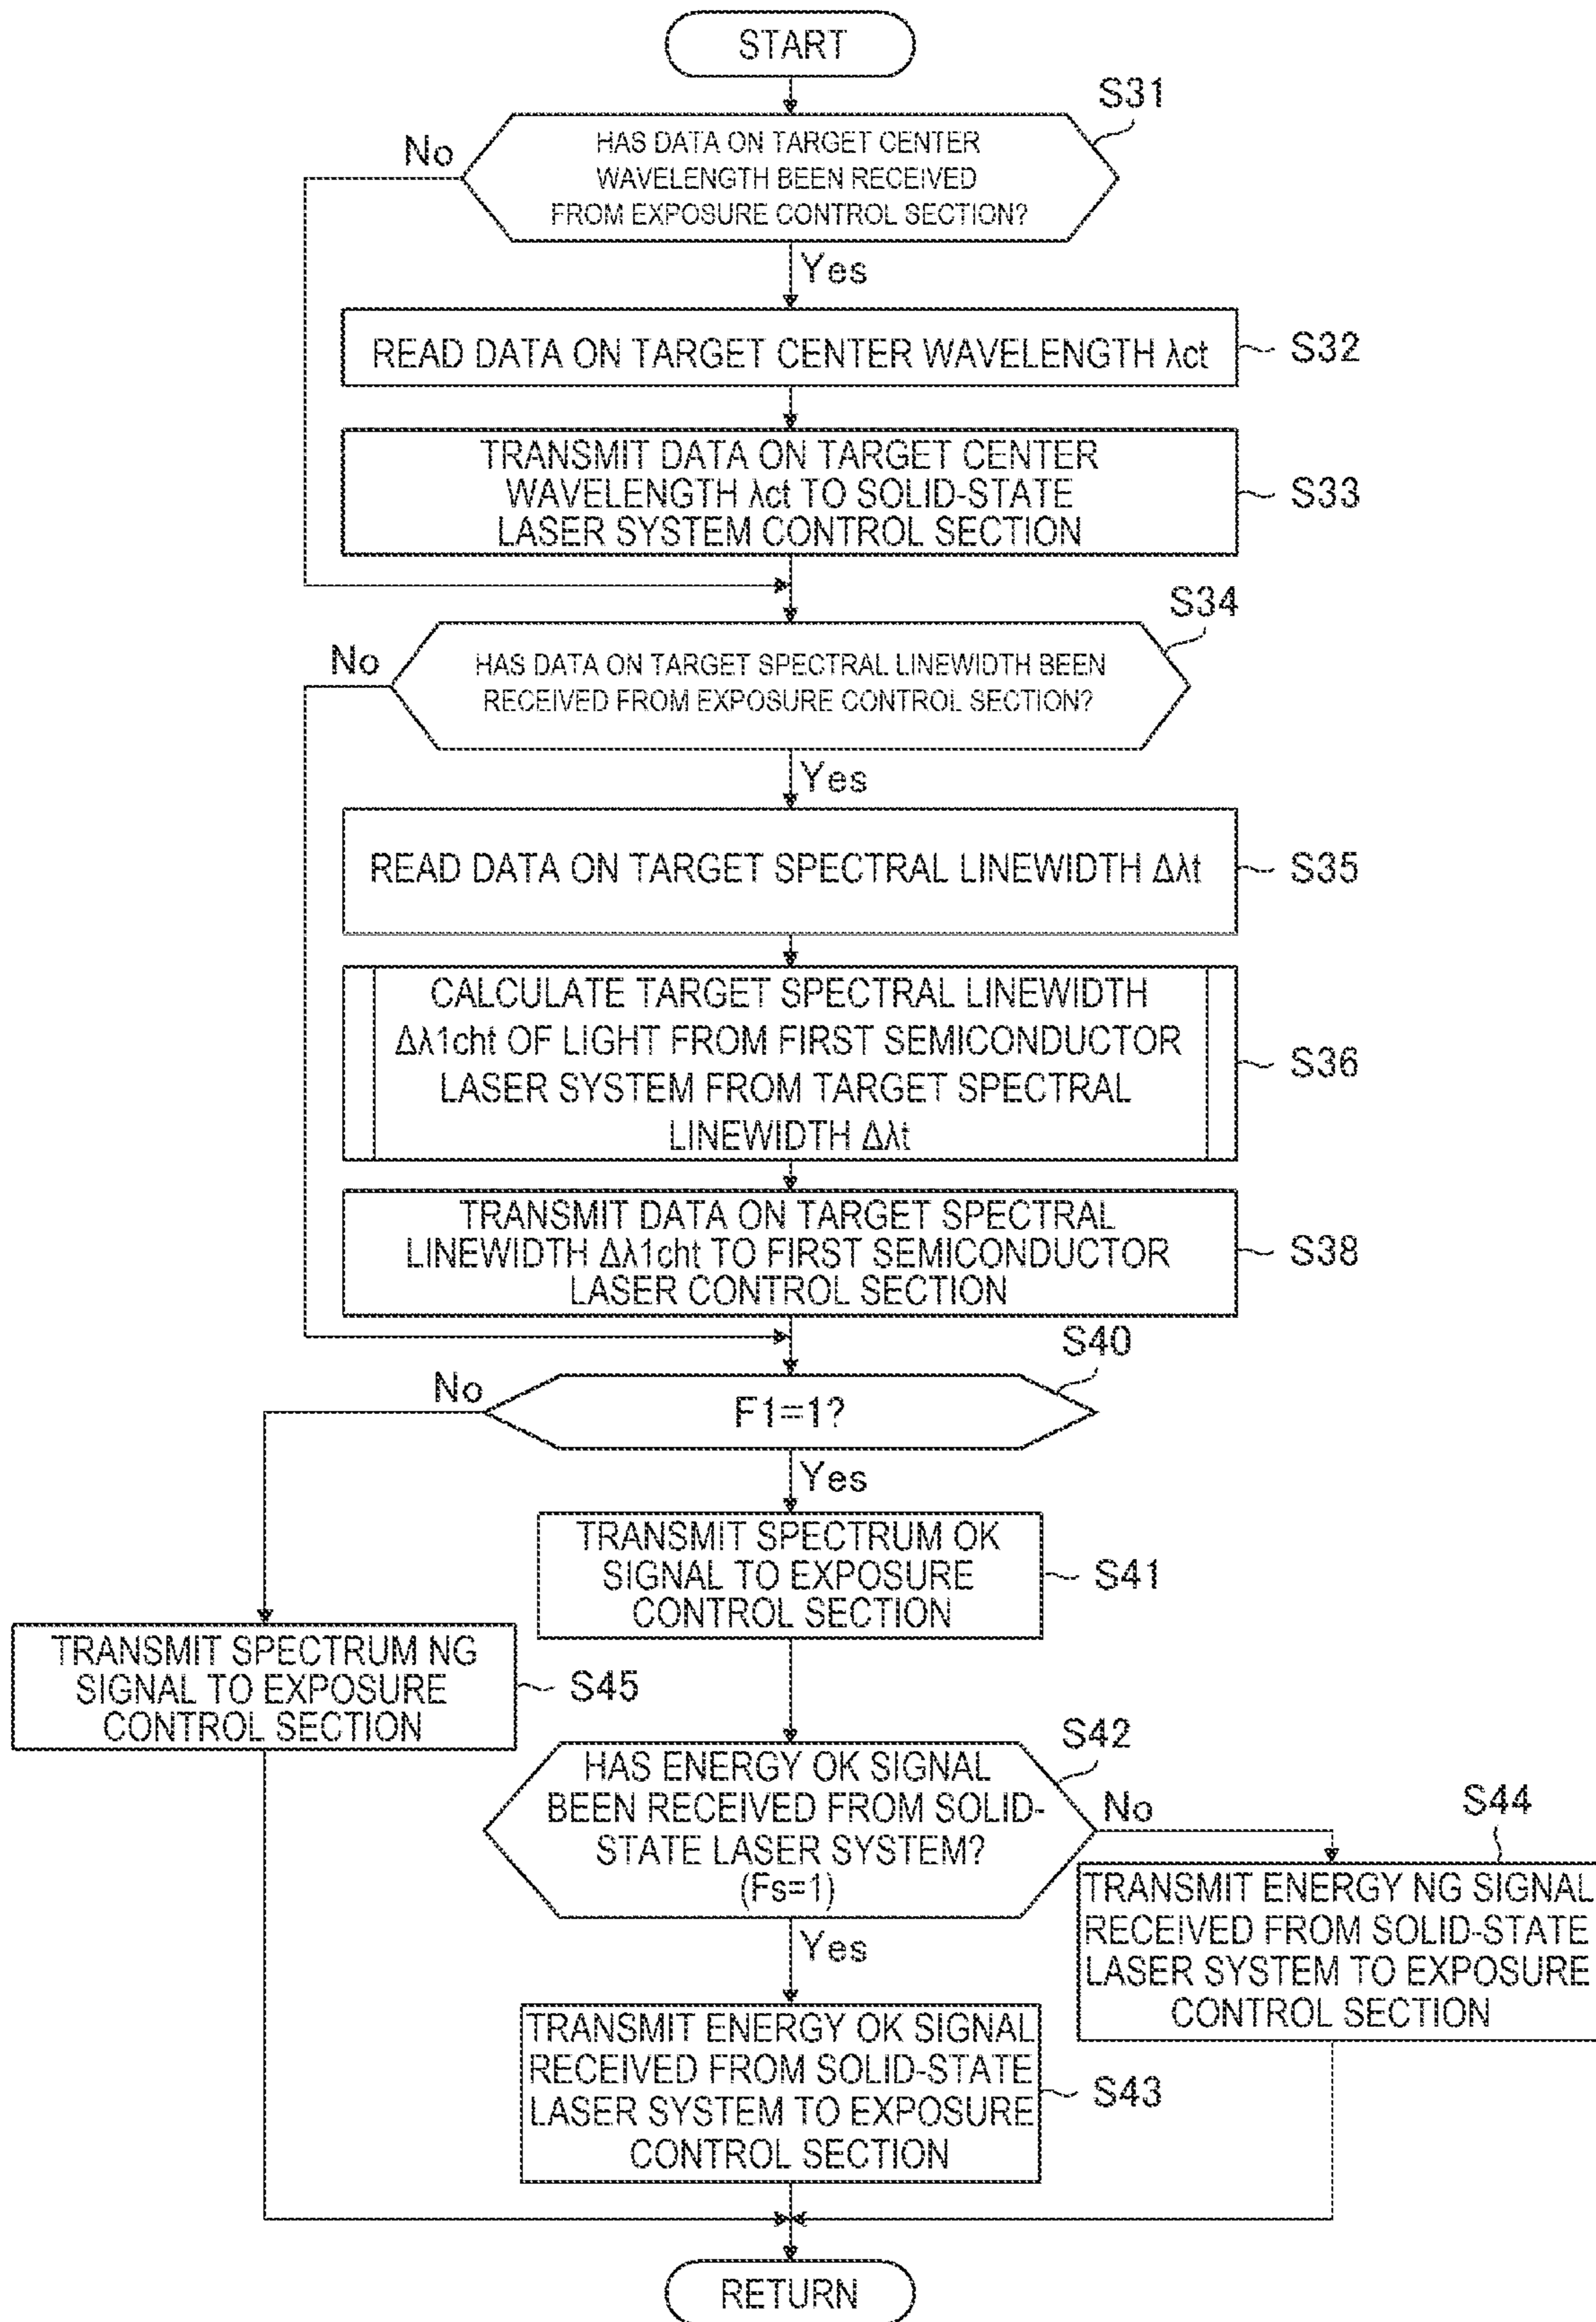 START
S31
No
HAS DATA ON TARGET CENTER
WAVELENGTH BEEN RECEIVED
FROM EXPOSURE CONTROL SECTION?
Yes
READ DATA ON TARGET CENTER WAVELENGTH λct
S32
TRANSMIT DATA ON TARGET CENTER
WAVELENGTH λct TO SOLID-STATE
LASER SYSTEM CONTROL SECTION
S33
S34
No
HAS DATA ON TARGET SPECTRAL LINEWIDTH BEEN
RECEIVED FROM EXPOSURE CONTROL SECTION?
Yes
READ DATA ON TARGET SPECTRAL LINEWIDTH Δλt
S35
CALCULATE TARGET SPECTRAL LINEWIDTH
Δλ1cht OF LIGHT FROM FIRST SEMICONDUCTOR
LASER SYSTEM FROM TARGET SPECTRAL
LINEWIDTH Δλt
S36
TRANSMIT DATA ON TARGET SPECTRAL
LINEWIDTH Δλ1cht TO FIRST SEMICONDUCTOR
LASER CONTROL SECTION
S38
S40
No
F1=1?
Yes
TRANSMIT SPECTRUM OK
SIGNAL TO EXPOSURE
CONTROL SECTION
S41
TRANSMIT SPECTRUM NG
SIGNAL TO EXPOSURE
CONTROL SECTION
S45
S42
HAS ENERGY OK SIGNAL
BEEN RECEIVED FROM SOLID-
STATE LASER SYSTEM?
(Fs=1)
No
S44
Yes
TRANSMIT ENERGY NG SIGNAL
RECEIVED FROM SOLID-STATE
LASER SYSTEM TO EXPOSURE
CONTROL SECTION
TRANSMIT ENERGY OK SIGNAL
RECEIVED FROM SOLID-STATE
LASER SYSTEM TO EXPOSURE
CONTROL SECTION
S43
RETURN